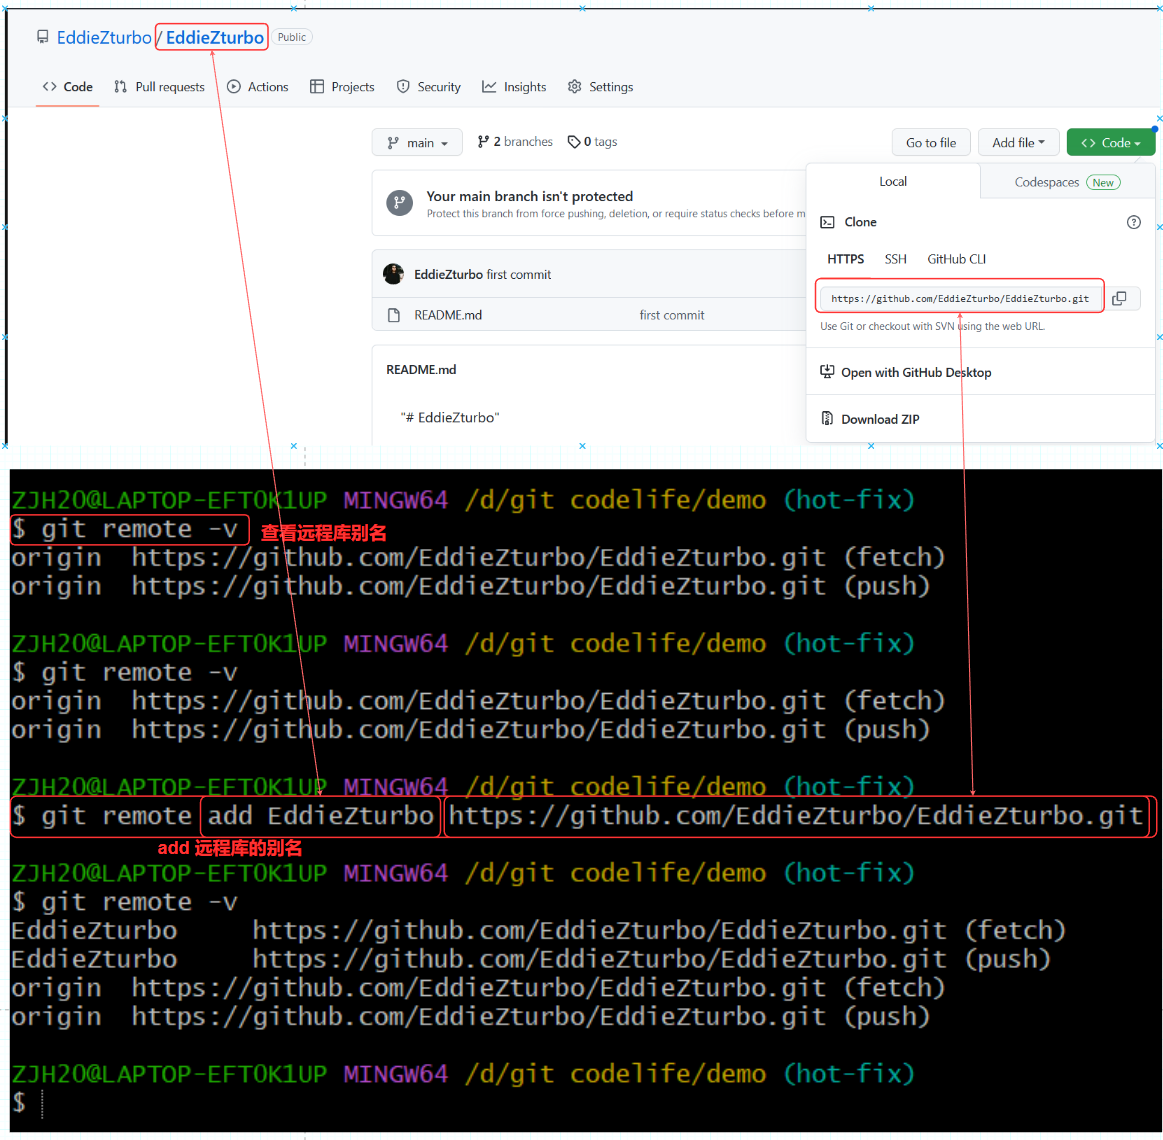 EddieZturbo / EddieZturbo Public
Code Pull requests Actions Projects Security Insights Settings
main 2 branches 0 tags Go to file Add file Code
Local Codespaces New
Your main branch isn't protected
Protect this branch from force pushing, deletion, or require status checks before m
Clone
HTTPS SSH GitHub CLI
EddieZturbo first commit
https://github.com/EddieZturbo/EddieZturbo.git
README.md first commit
Use Git or checkout with SVN using the web URL.
README.md
Open with GitHub Desktop
"# EddieZturbo"
Download ZIP
ZJH20@LAPTOP-EFT0K1UP MINGW64 /d/git codelife/demo (hot-fix)
$ git remote -v 查看远程库别名
origin https://github.com/EddieZturbo/EddieZturbo.git (fetch)
origin https://github.com/EddieZturbo/EddieZturbo.git (push)
ZJH20@LAPTOP-EFT0K1UP MINGW64 /d/git codelife/demo (hot-fix)
$ git remote -v
origin https://github.com/EddieZturbo/EddieZturbo.git (fetch)
origin https://github.com/EddieZturbo/EddieZturbo.git (push)
ZJH20@LAPTOP-EFT0K1UP MINGW64 /d/git codelife/demo (hot-fix)
$ git remote add EddieZturbo https://github.com/EddieZturbo/EddieZturbo.git
add 远程库的别名
ZJH20@LAPTOP-EFT0K1UP MINGW64 /d/git codelife/demo (hot-fix)
$ git remote -v
EddieZturbo https://github.com/EddieZturbo/EddieZturbo.git (fetch)
EddieZturbo https://github.com/EddieZturbo/EddieZturbo.git (push)
origin https://github.com/EddieZturbo/EddieZturbo.git (fetch)
origin https://github.com/EddieZturbo/EddieZturbo.git (push)
ZJH20@LAPTOP-EFT0K1UP MINGW64 /d/git codelife/demo (hot-fix)
$